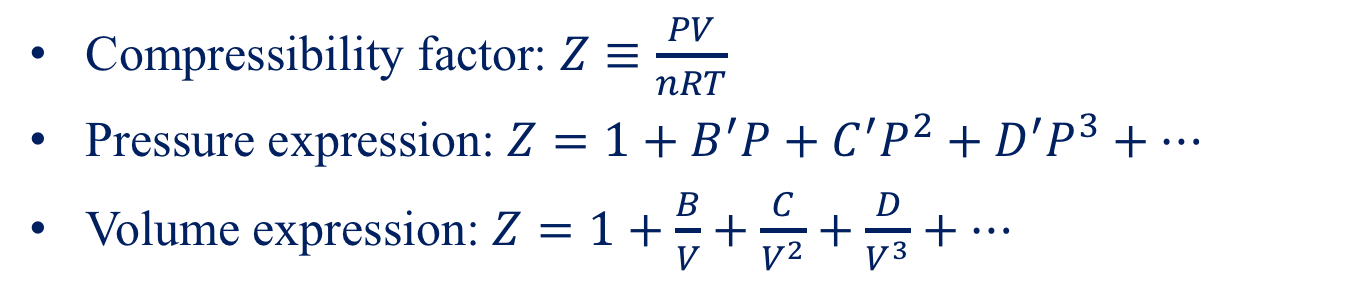 • Compressibility factor: Z ≡ PV/nRT
• Pressure expression: Z = 1 + B′P + C′P² + D′P³ + ⋯
• Volume expression: Z = 1 + B/V + C/V² + D/V³ + ⋯